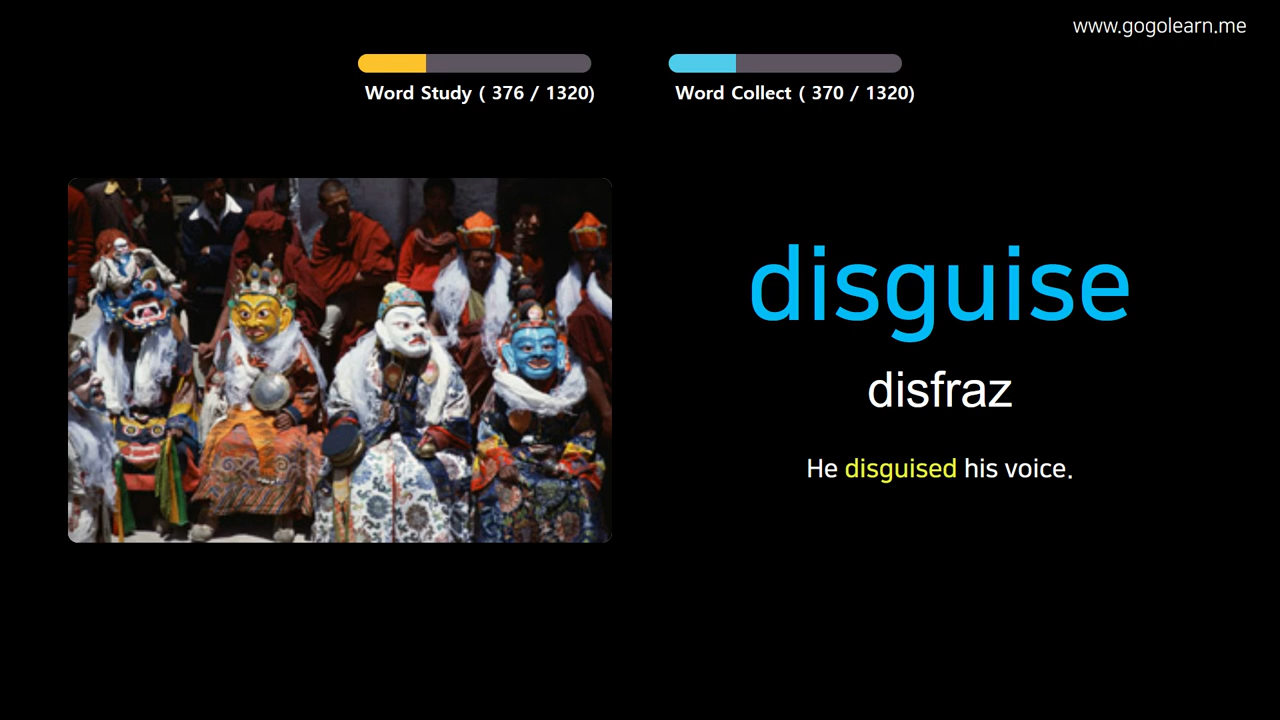 www.gogolearn.me
Word Study ( 376 / 1320)
Word Collect ( 370 / 1320)
disguise
disfraz
He disguised his voice.